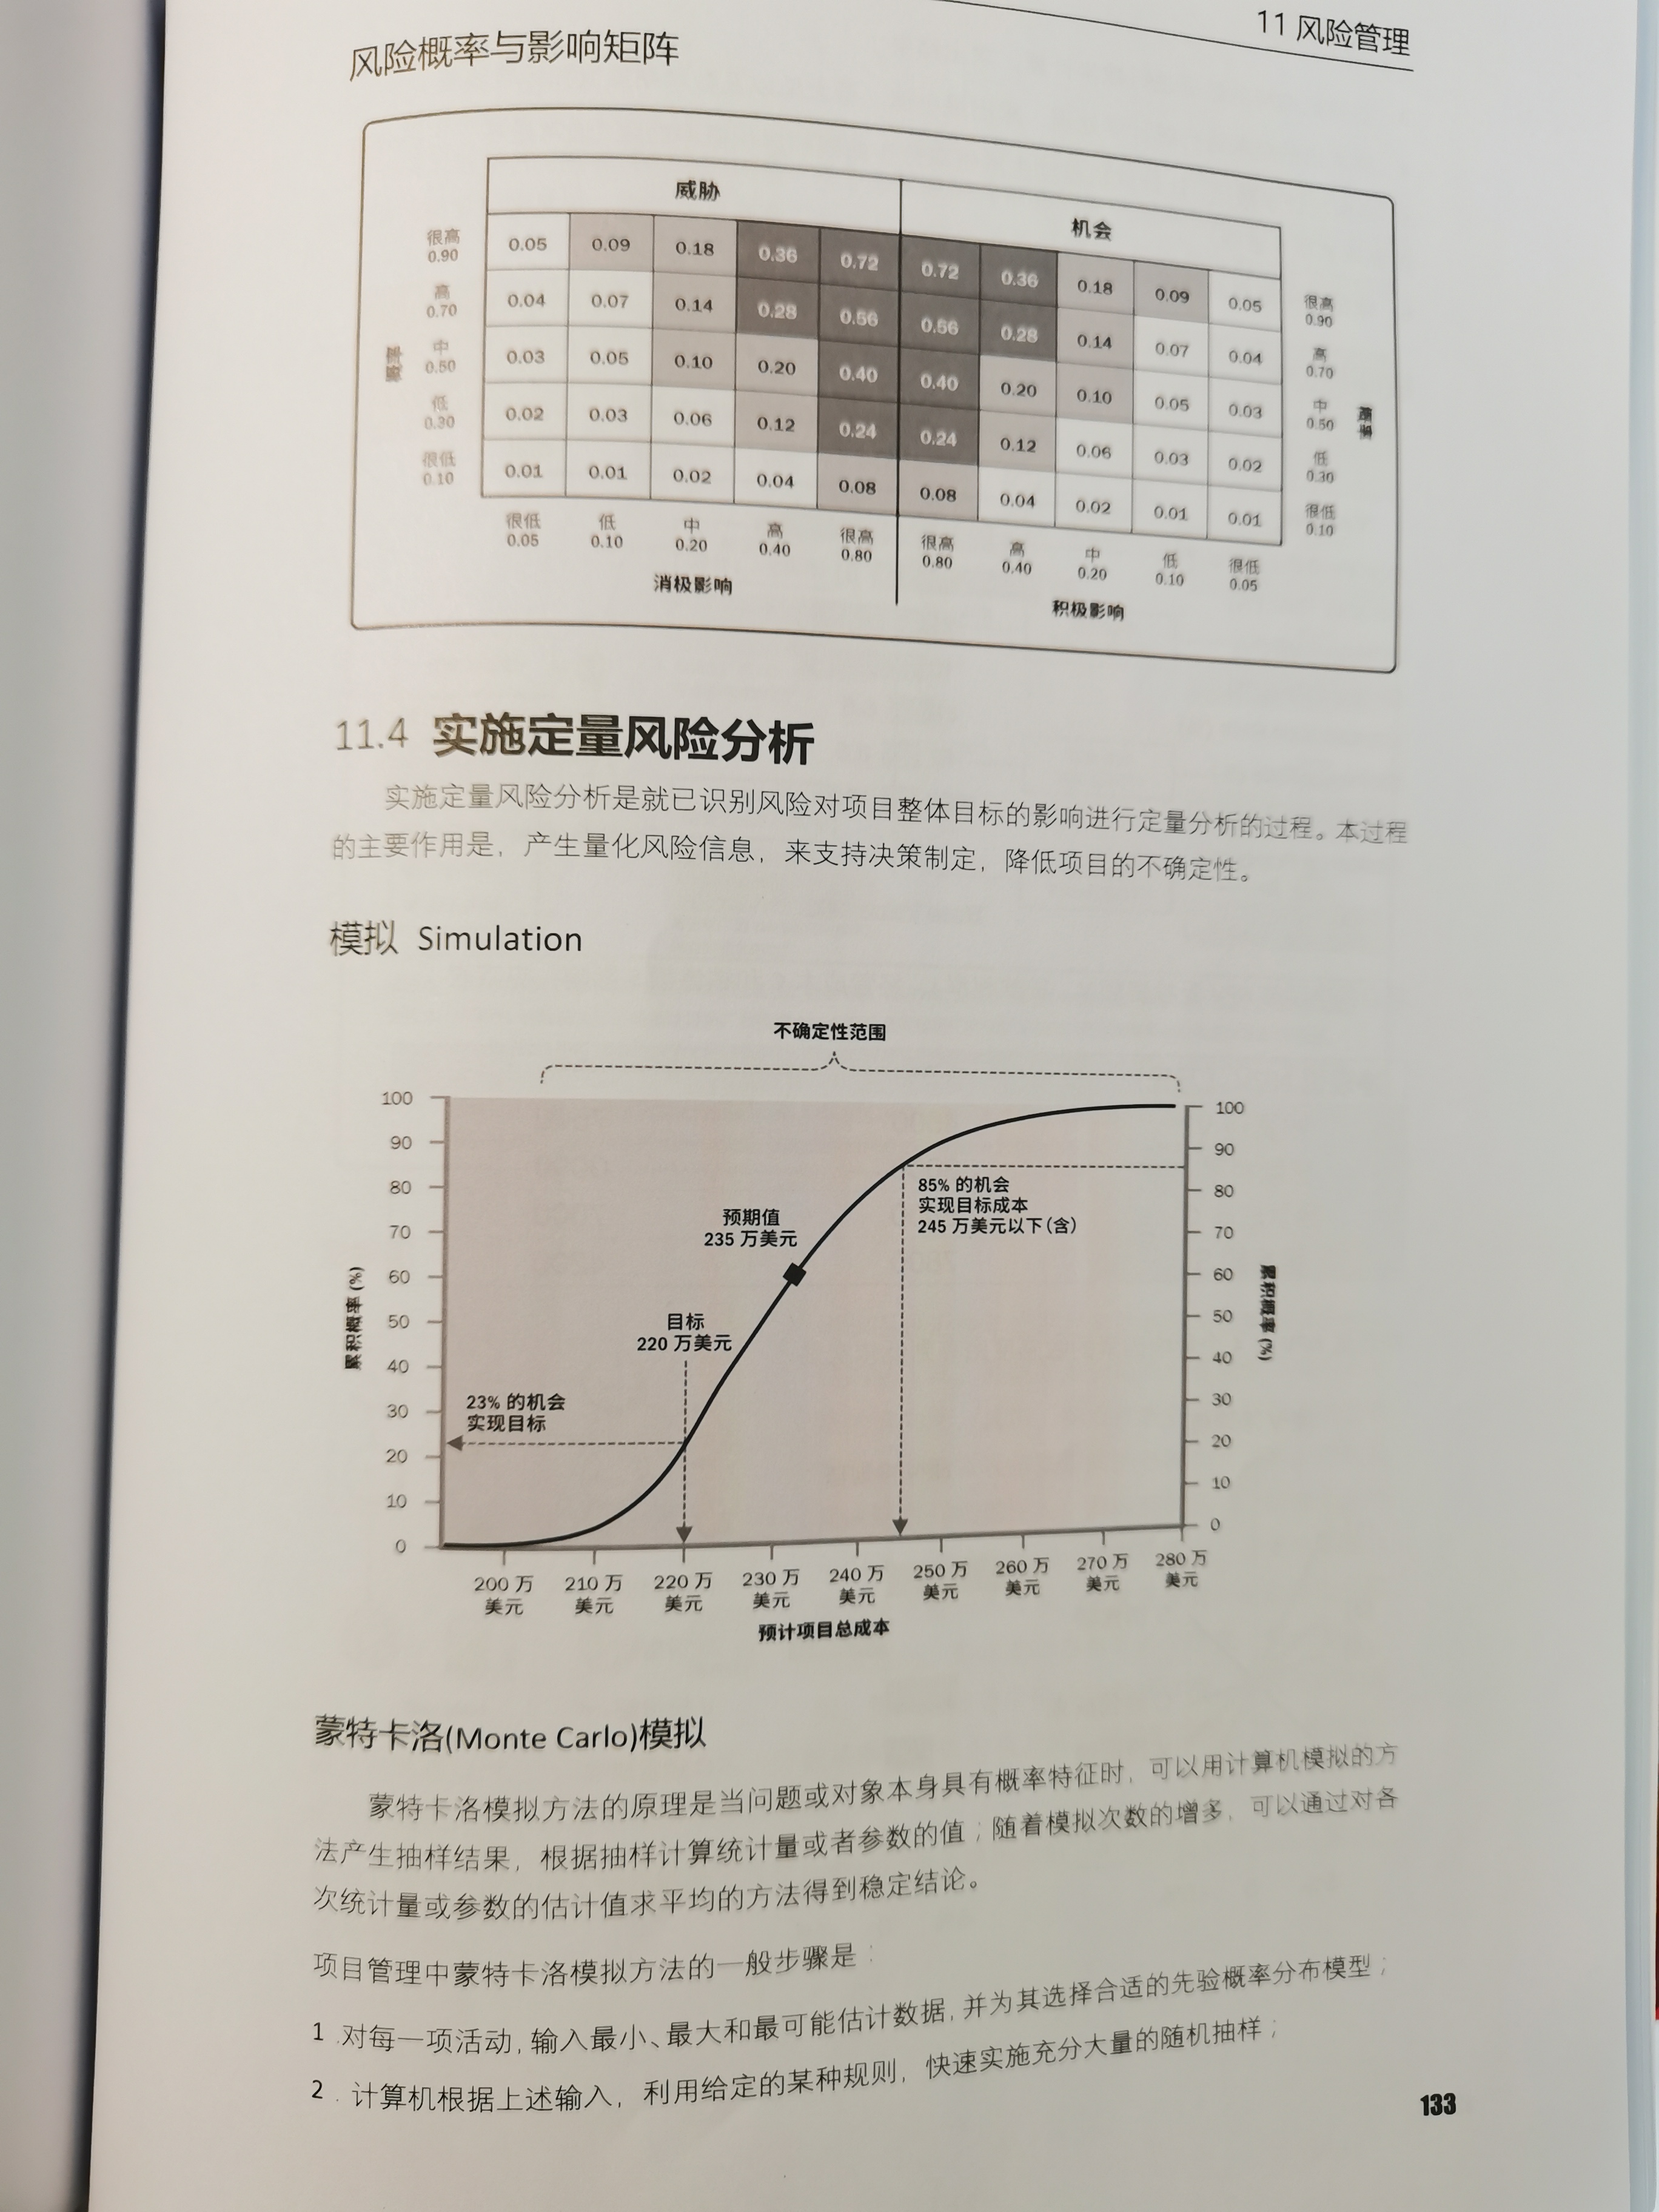 11 风险管理
风险概率与影响矩阵
威胁 机会
很高 0.90 0.05 0.09 0.18 0.36 0.72 0.72 0.36 0.18 0.09 0.05 很高 0.90
高 0.70 0.04 0.07 0.14 0.28 0.56 0.56 0.28 0.14 0.07 0.04 高 0.70
概率 中 0.50 0.03 0.05 0.10 0.20 0.40 0.40 0.20 0.10 0.05 0.03 中 0.50 概率
低 0.30 0.02 0.03 0.06 0.12 0.24 0.24 0.12 0.06 0.03 0.02 低 0.30
很低 0.10 0.01 0.01 0.02 0.04 0.08 0.08 0.04 0.02 0.01 0.01 很低 0.10
很低 低 中 高 很高 很高 高 中 低 很低
0.05 0.10 0.20 0.40 0.80 0.80 0.40 0.20 0.10 0.05
消极影响 积极影响
11.4 实施定量风险分析
实施定量风险分析是就已识别风险对项目整体目标的影响进行定量分析的过程。本过程
的主要作用是，产生量化风险信息，来支持决策制定，降低项目的不确定性。
模拟 Simulation
不确定性范围
100 100
90 90
80 80
70 70
60 60
50 50
40 40
30 30
20 20
10 10
0 0
累积概率 (%)
累积概率 (%)
85% 的机会
实现目标成本
245 万美元以下(含)
预期值
235 万美元
目标
220 万美元
23% 的机会
实现目标
200 万 210 万 220 万 230 万 240 万 250 万 260 万 270 万 280 万
美元 美元 美元 美元 美元 美元 美元 美元 美元
预计项目总成本
蒙特卡洛(Monte Carlo)模拟
蒙特卡洛模拟方法的原理是当问题或对象本身具有概率特征时，可以用计算机模拟的方
法产生抽样结果，根据抽样计算统计量或者参数的值；随着模拟次数的增多，可以通过对各
次统计量或参数的估计值求平均的方法得到稳定结论。
项目管理中蒙特卡洛模拟方法的一般步骤是：
1 .对每一项活动，输入最小、最大和最可能估计数据，并为其选择合适的先验概率分布模型；
2 . 计算机根据上述输入，利用给定的某种规则，快速实施充分大量的随机抽样；
133